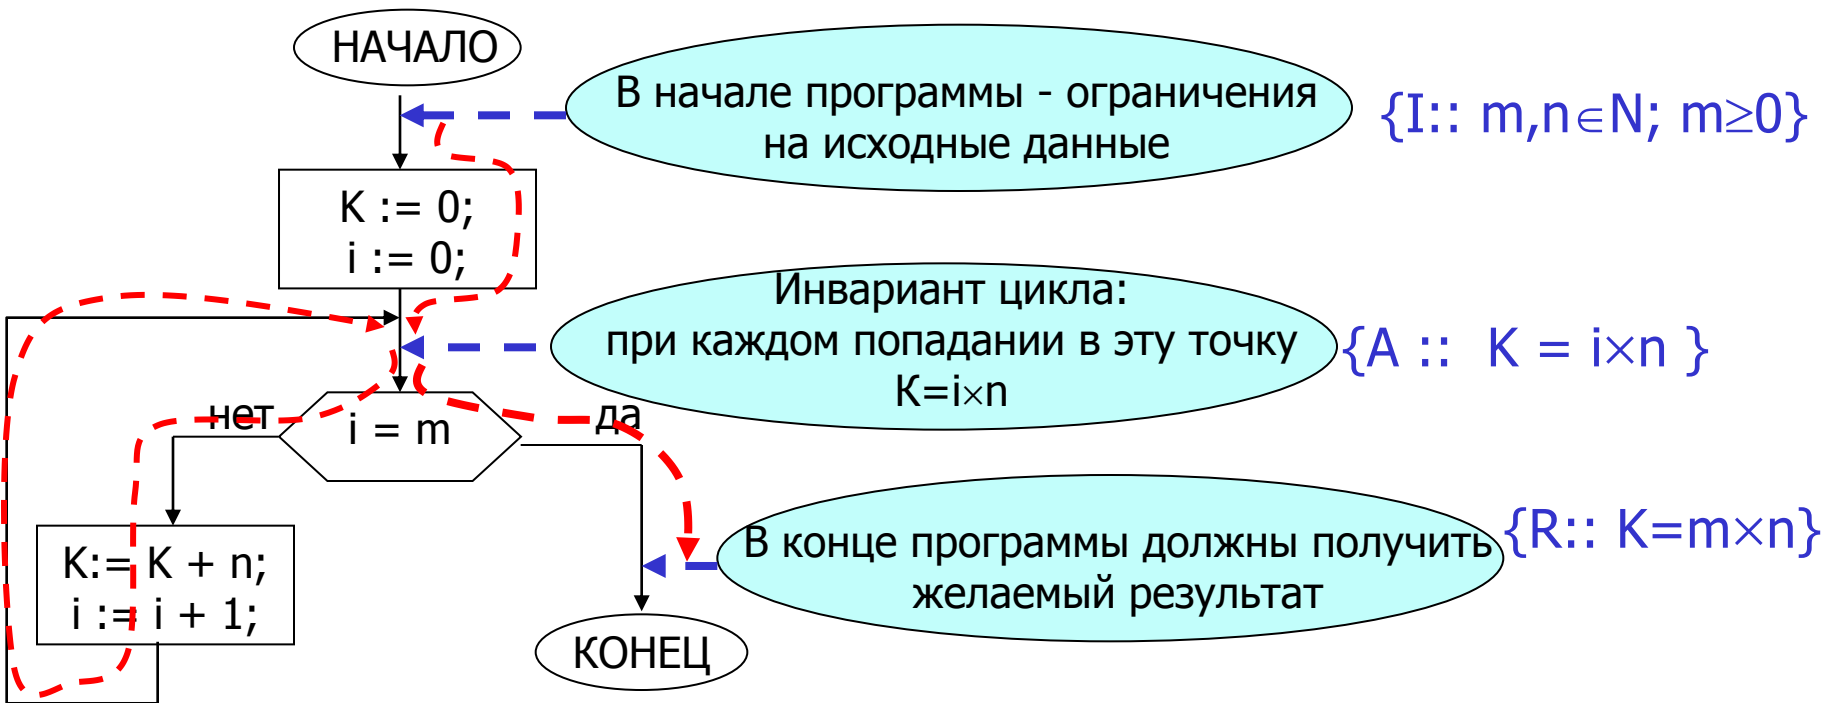 НАЧАЛО
В начале программы - ограничения
на исходные данные
{I:: m,n∈N; m≥0}
K := 0;
i := 0;
Инвариант цикла:
при каждом попадании в эту точку
К=i×n
{A :: K = i×n }
нет
i = m
да
K:= K + n;
i := i + 1;
В конце программы должны получить
желаемый результат
{R:: K=m×n}
КОНЕЦ